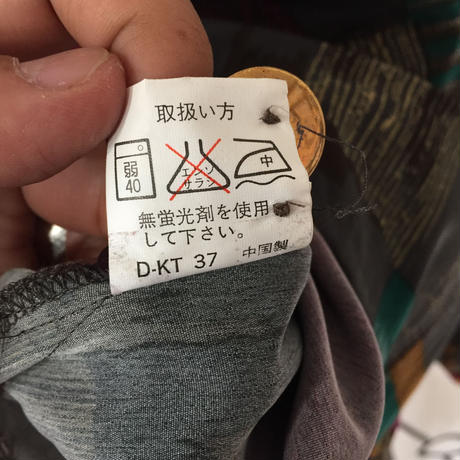 取扱い方
弱
40
エンソ
サラシ
中
無蛍光剤を使用
して下さい。
D-KT 37 中国製